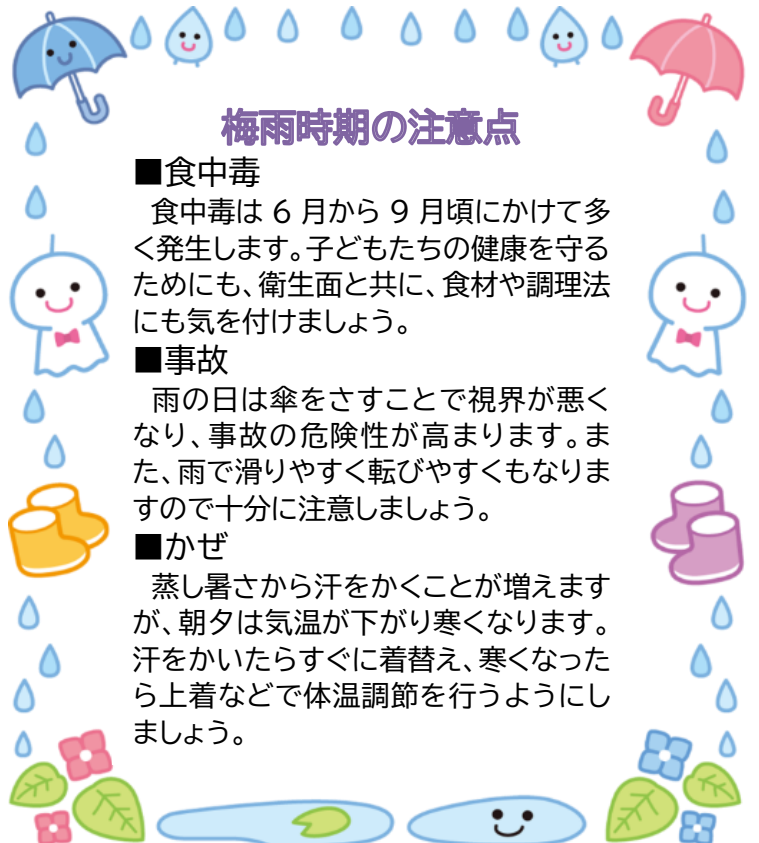 梅雨時期の注意点
■食中毒
　食中毒は 6 月から 9 月頃にかけて多
く発生します。子どもたちの健康を守る
ためにも、衛生面と共に、食材や調理法
にも気を付けましょう。
■事故
　雨の日は傘をさすことで視界が悪く
なり、事故の危険性が高まります。ま
た、雨で滑りやすく転びやすくもなりま
すので十分に注意しましょう。
■かぜ
　蒸し暑さから汗をかくことが増えます
が、朝夕は気温が下がり寒くなります。
汗をかいたらすぐに着替え、寒くなった
ら上着などで体温調節を行うようにし
ましょう。